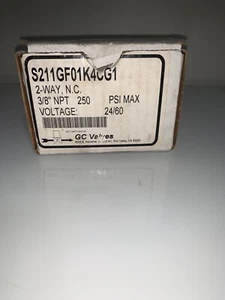 S211GF01K4CG1
2-WAY, N.C.
3/8" NPT 250 PSI MAX
VOLTAGE: 24/60
GC Valves